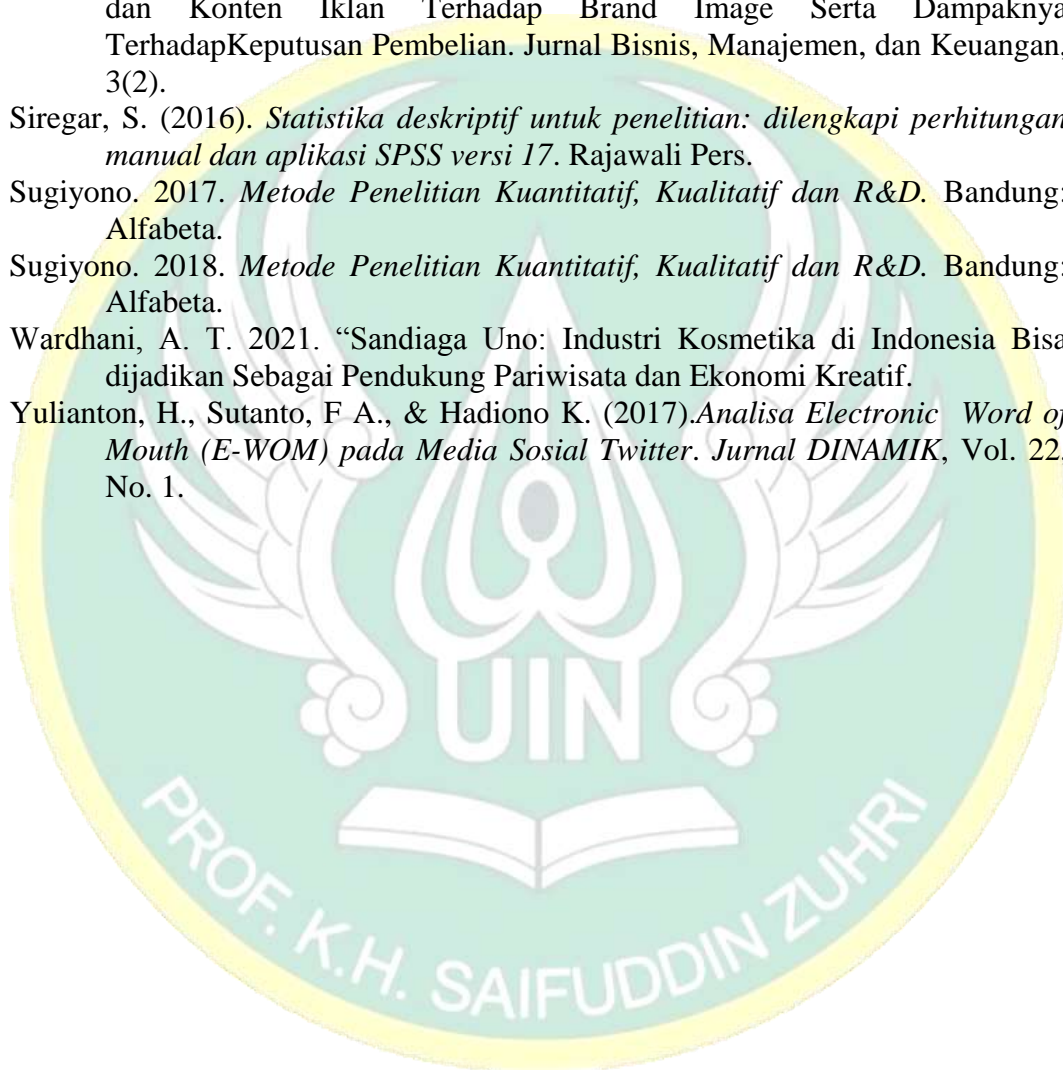 dan Konten Iklan Terhadap Brand Image Serta Dampaknya
TerhadapKeputusan Pembelian. Jurnal Bisnis, Manajemen, dan Keuangan,
3(2).
Siregar, S. (2016). Statistika deskriptif untuk penelitian: dilengkapi perhitungan
manual dan aplikasi SPSS versi 17. Rajawali Pers.
Sugiyono. 2017. Metode Penelitian Kuantitatif, Kualitatif dan R&D. Bandung:
Alfabeta.
Sugiyono. 2018. Metode Penelitian Kuantitatif, Kualitatif dan R&D. Bandung:
Alfabeta.
Wardhani, A. T. 2021. “Sandiaga Uno: Industri Kosmetika di Indonesia Bisa
dijadikan Sebagai Pendukung Pariwisata dan Ekonomi Kreatif.
Yulianton, H., Sutanto, F A., & Hadiono K. (2017).Analisa Electronic Word of
Mouth (E-WOM) pada Media Sosial Twitter. Jurnal DINAMIK, Vol. 22,
No. 1.
UIN
PROF. K.H. SAIFUDDIN ZUHRI